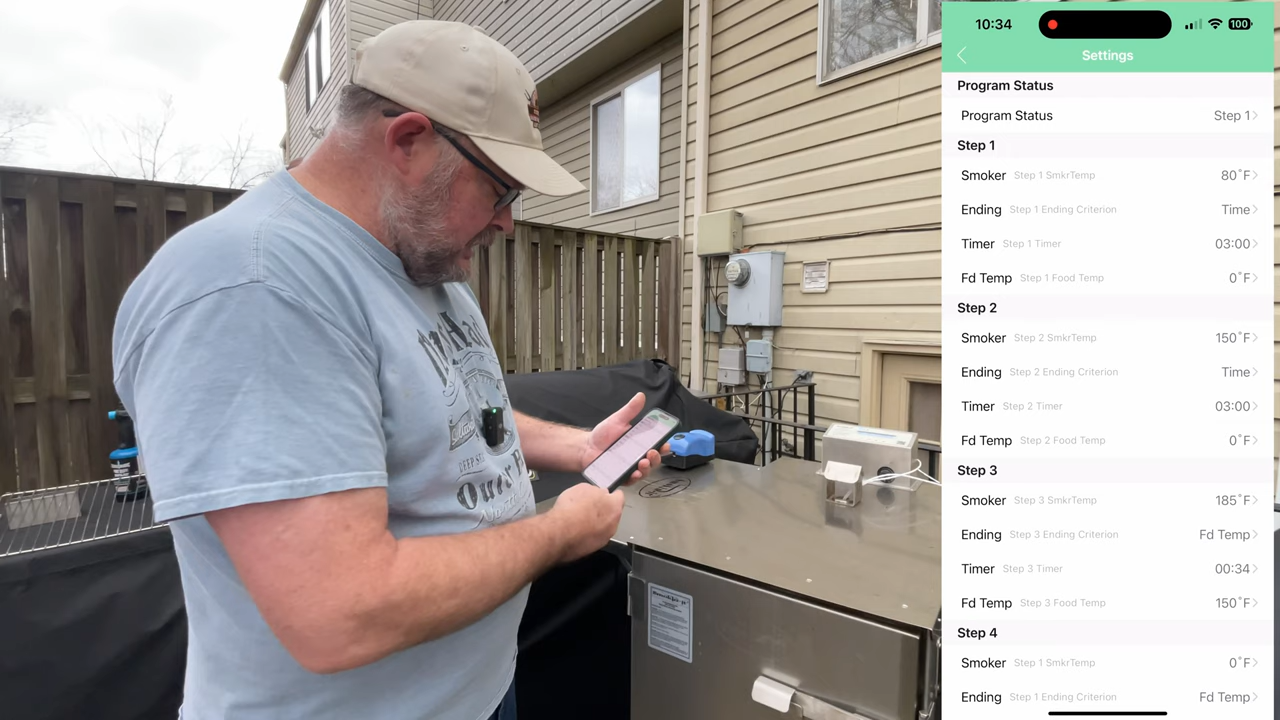 10:34
100
Settings
Program Status
Program Status Step 1
Step 1
Smoker Step 1 SmkrTemp 80°F
Ending Step 1 Ending Criterion Time
Timer Step 1 Timer 03:00
Fd Temp Step 1 Food Temp 0°F
Step 2
Smoker Step 2 SmkrTemp 150°F
Ending Step 2 Ending Criterion Time
Timer Step 2 Timer 03:00
Fd Temp Step 2 Food Temp 0°F
Step 3
Smoker Step 3 SmkrTemp 185°F
Ending Step 3 Ending Criterion Fd Temp
Timer Step 3 Timer 00:34
Fd Temp Step 3 Food Temp 150°F
Step 4
Smoker Step 1 SmkrTemp 0°F
Ending Step 1 Ending Criterion Fd Temp